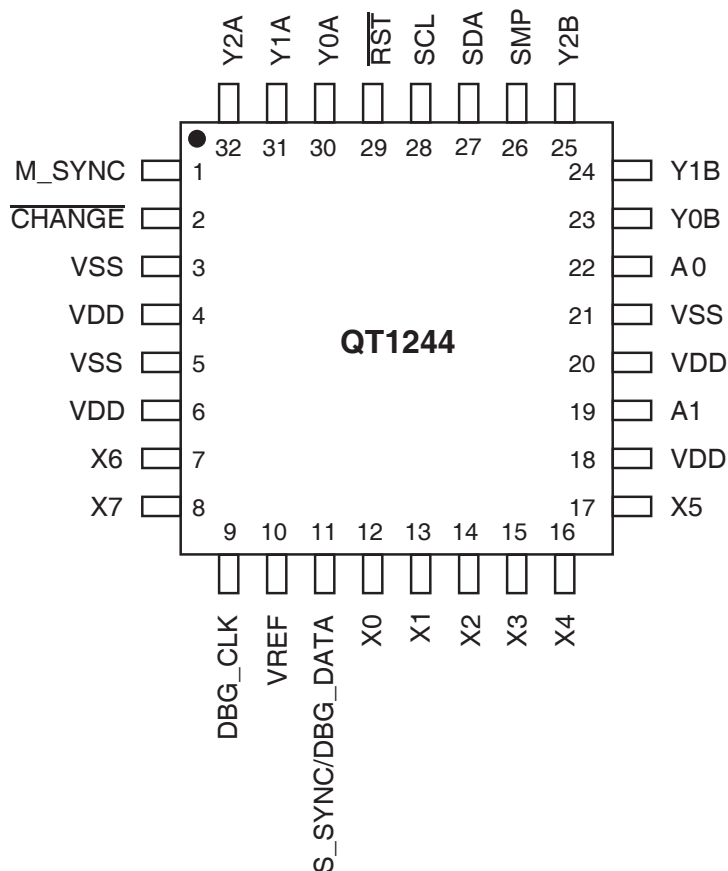 Y2A Y1A Y0A RST SCL SDA SMP Y2B
32 31 30 29 28 27 26 25
M_SYNC 1 24 Y1B
CHANGE 2 23 Y0B
VSS 3 22 A0
VDD 4 21 VSS
QT1244
VSS 5 20 VDD
VDD 6 19 A1
X6 7 18 VDD
X7 8 17 X5
9 10 11 12 13 14 15 16
DBG_CLK VREF S_SYNC/DBG_DATA X0 X1 X2 X3 X4